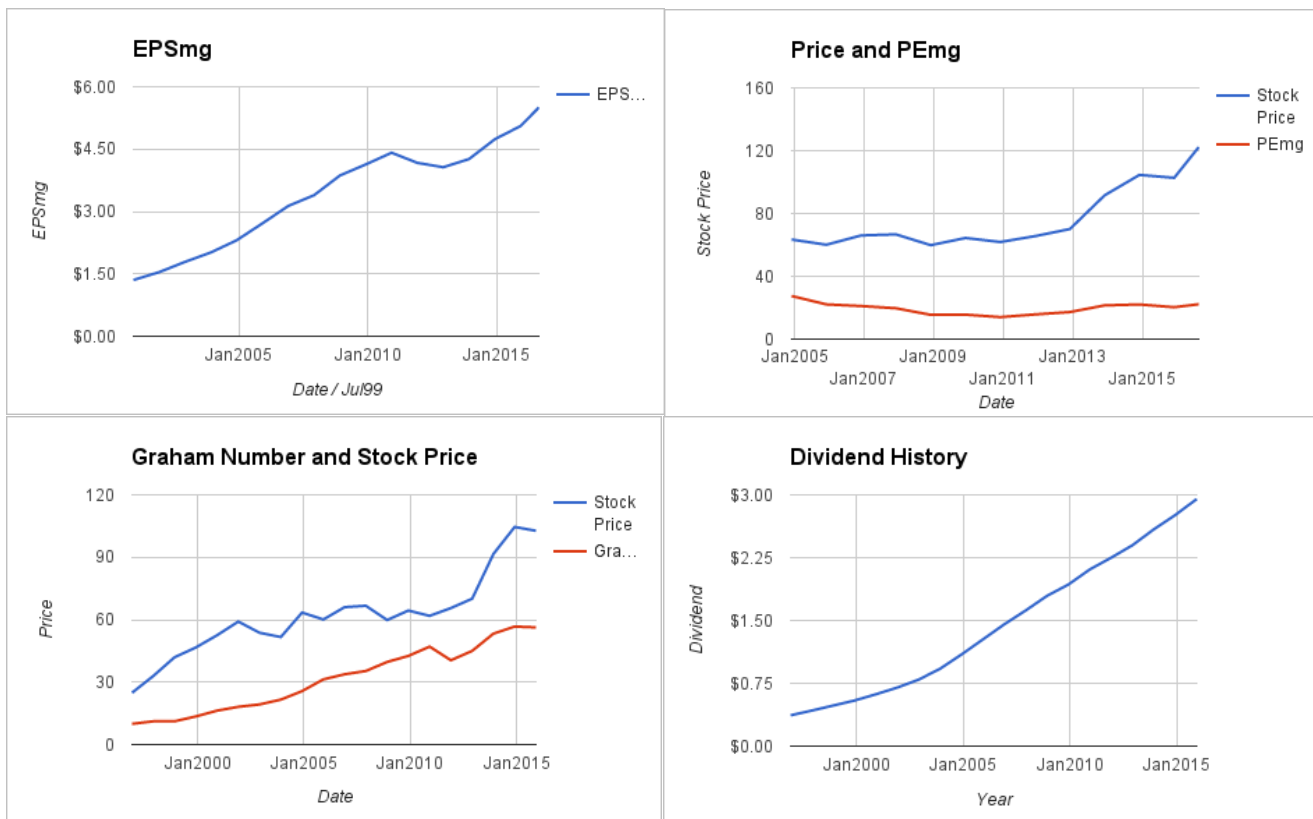 EPSmg
$6.00
$4.50
$3.00
$1.50
$0.00
EPSmg
EPS...
Jan2005 Jan2010 Jan2015
Date / Jul99
Price and PEmg
160
120
80
40
0
Stock Price
Stock
Price
PEmg
Jan2005 Jan2009 Jan2013
Jan2007 Jan2011 Jan2015
Date
Graham Number and Stock Price
120
90
60
30
0
Price
Stock
Price
Gra...
Jan2000 Jan2005 Jan2010 Jan2015
Date
Dividend History
$3.00
$2.25
$1.50
$0.75
$0.00
Dividend
Jan2000 Jan2005 Jan2010 Jan2015
Year